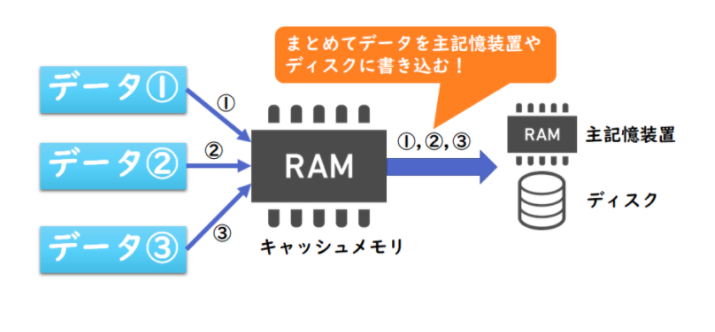 まとめてデータを主記憶装置や
ディスクに書き込む！
データ①
①
データ②
②
データ③
③
RAM
キャッシュメモリ
①,②,③
RAM
主記憶装置
ディスク